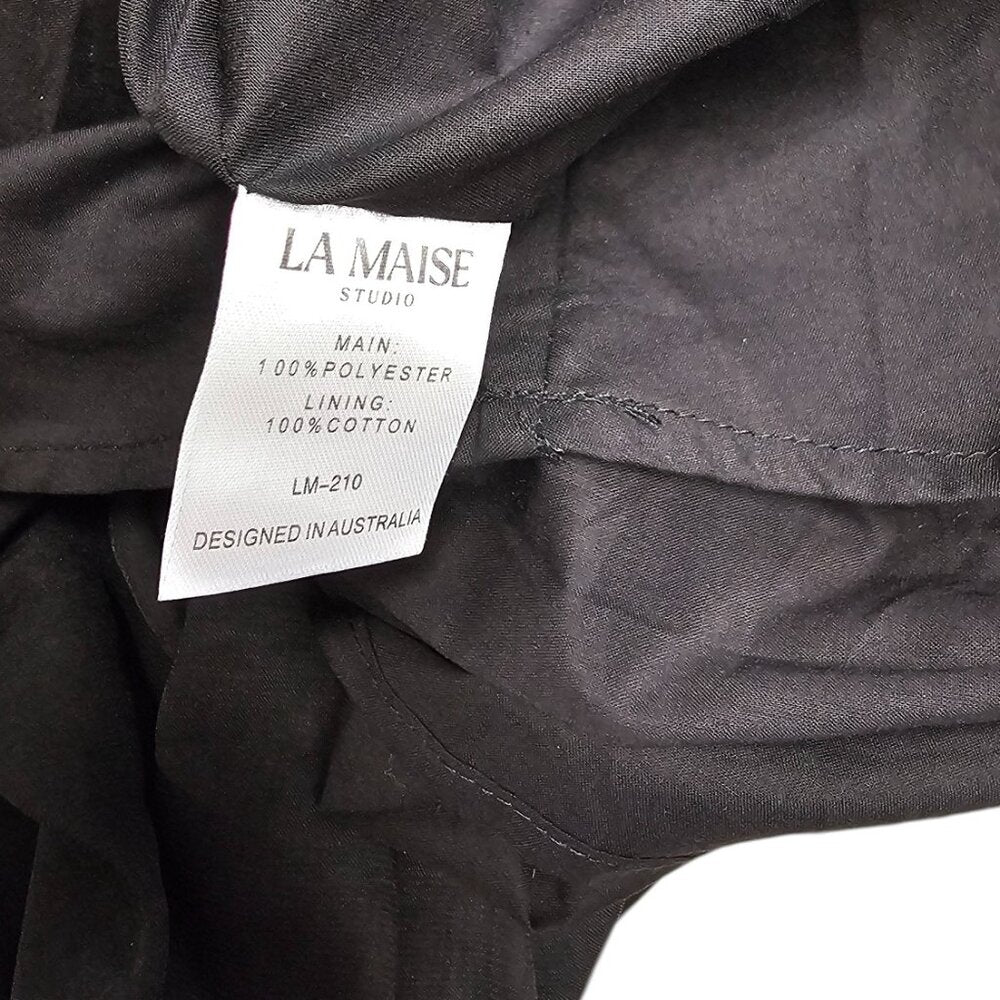 LA MAISE
STUDIO
MAIN:
100%POLYESTER
LINING:
100%COTTON
LM-210
DESIGNED IN AUSTRALIA